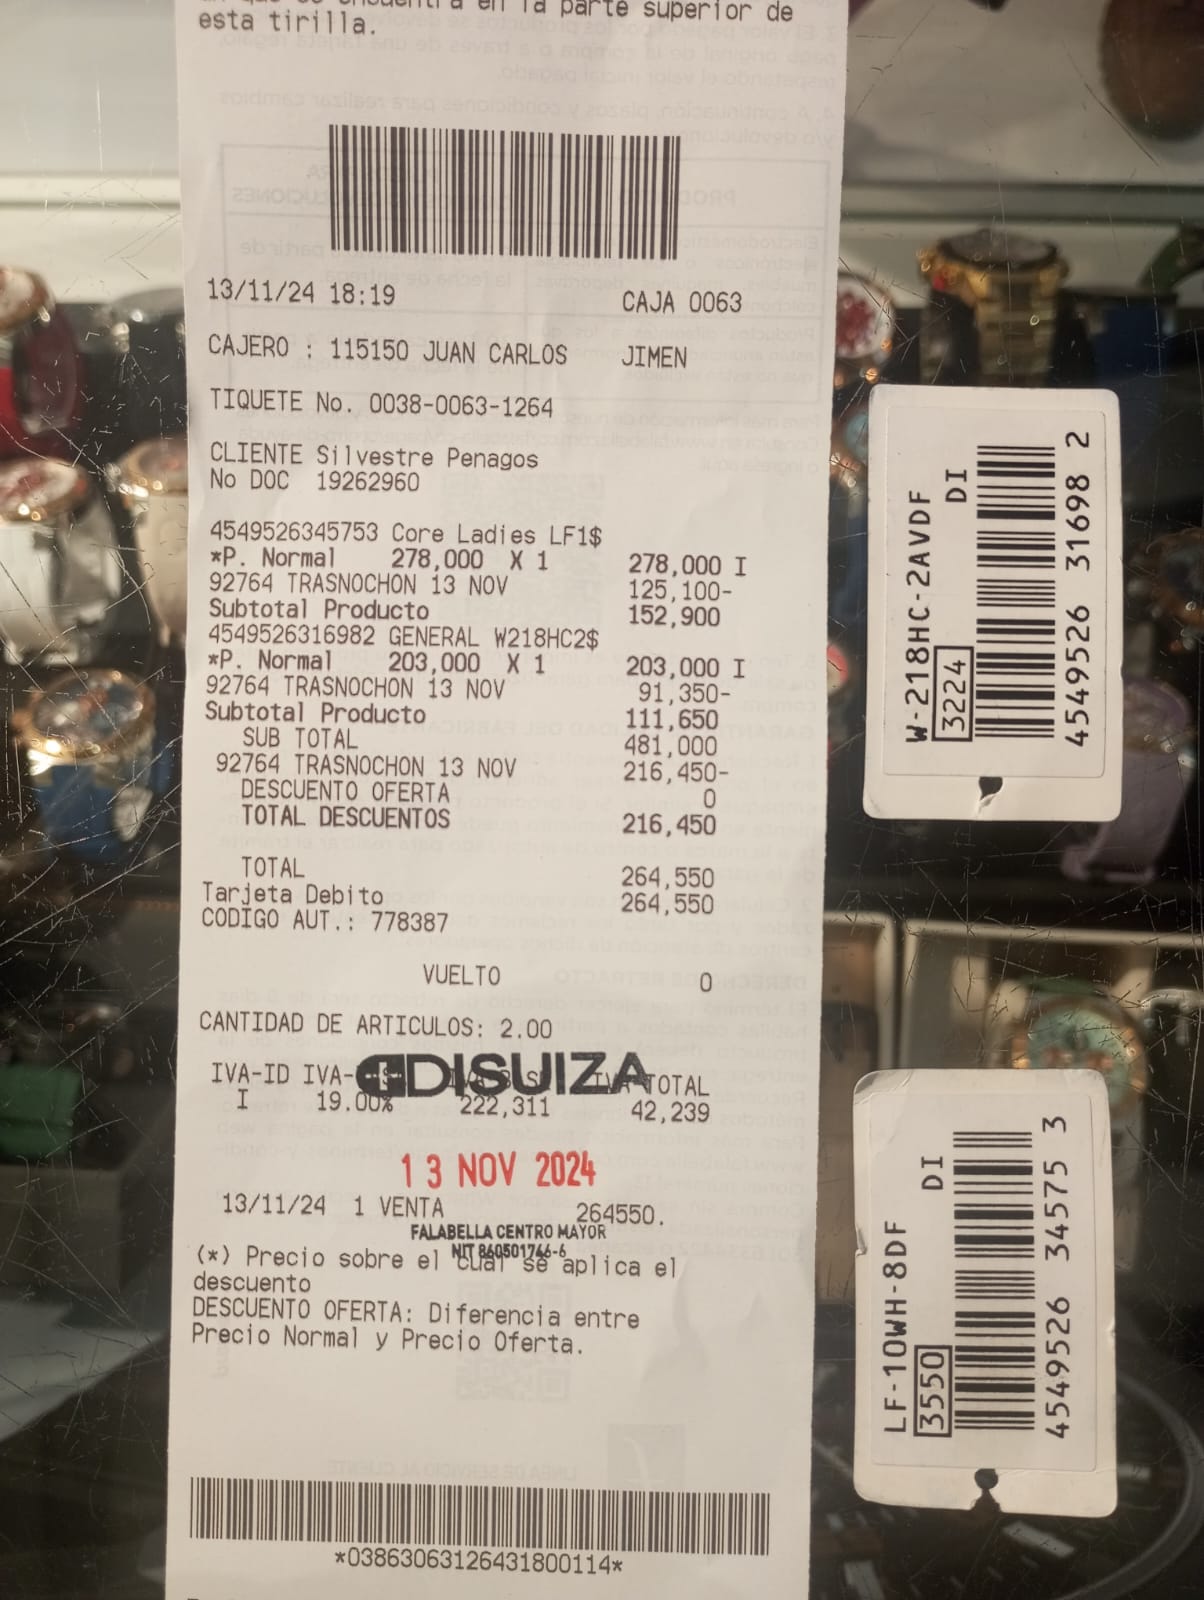 esta tirilla.
13/11/24 18:19 CAJA 0063
CAJERO : 115150 JUAN CARLOS JIMEN
TIQUETE No. 0038-0063-1264
CLIENTE Silvestre Penagos
No DOC 19262960
4549526345753 Core Ladies LF1$
*P. Normal 278,000 X 1 278,000 I
92764 TRASNOCHON 13 NOV 125,100-
Subtotal Producto 152,900
4549526316982 GENERAL W218HC2$
*P. Normal 203,000 X 1 203,000 I
92764 TRASNOCHON 13 NOV 91,350-
Subtotal Producto 111,650
SUB TOTAL 481,000
92764 TRASNOCHON 13 NOV 216,450-
DESCUENTO OFERTA 0
TOTAL DESCUENTOS 216,450
TOTAL 264,550
Tarjeta Debito 264,550
CODIGO AUT.: 778387
VUELTO 0
CANTIDAD DE ARTICULOS: 2.00
DISUIZA
IVA-ID TOTAL
I 19.00% 222,311 42,239
13 NOV 2024
13/11/24 1 VENTA 264550.
FALABELLA CENTRO MAYOR
NIT 860501746-6
(*) Precio sobre el cual se aplica el
descuento
DESCUENTO OFERTA: Diferencia entre
Precio Normal y Precio Oferta.
*03863063126431800114*
W-218HC-2AVDF
DI
3224
4549526 31698 2
LF-10WH-8DF
DI
3550
4549526 34575 3